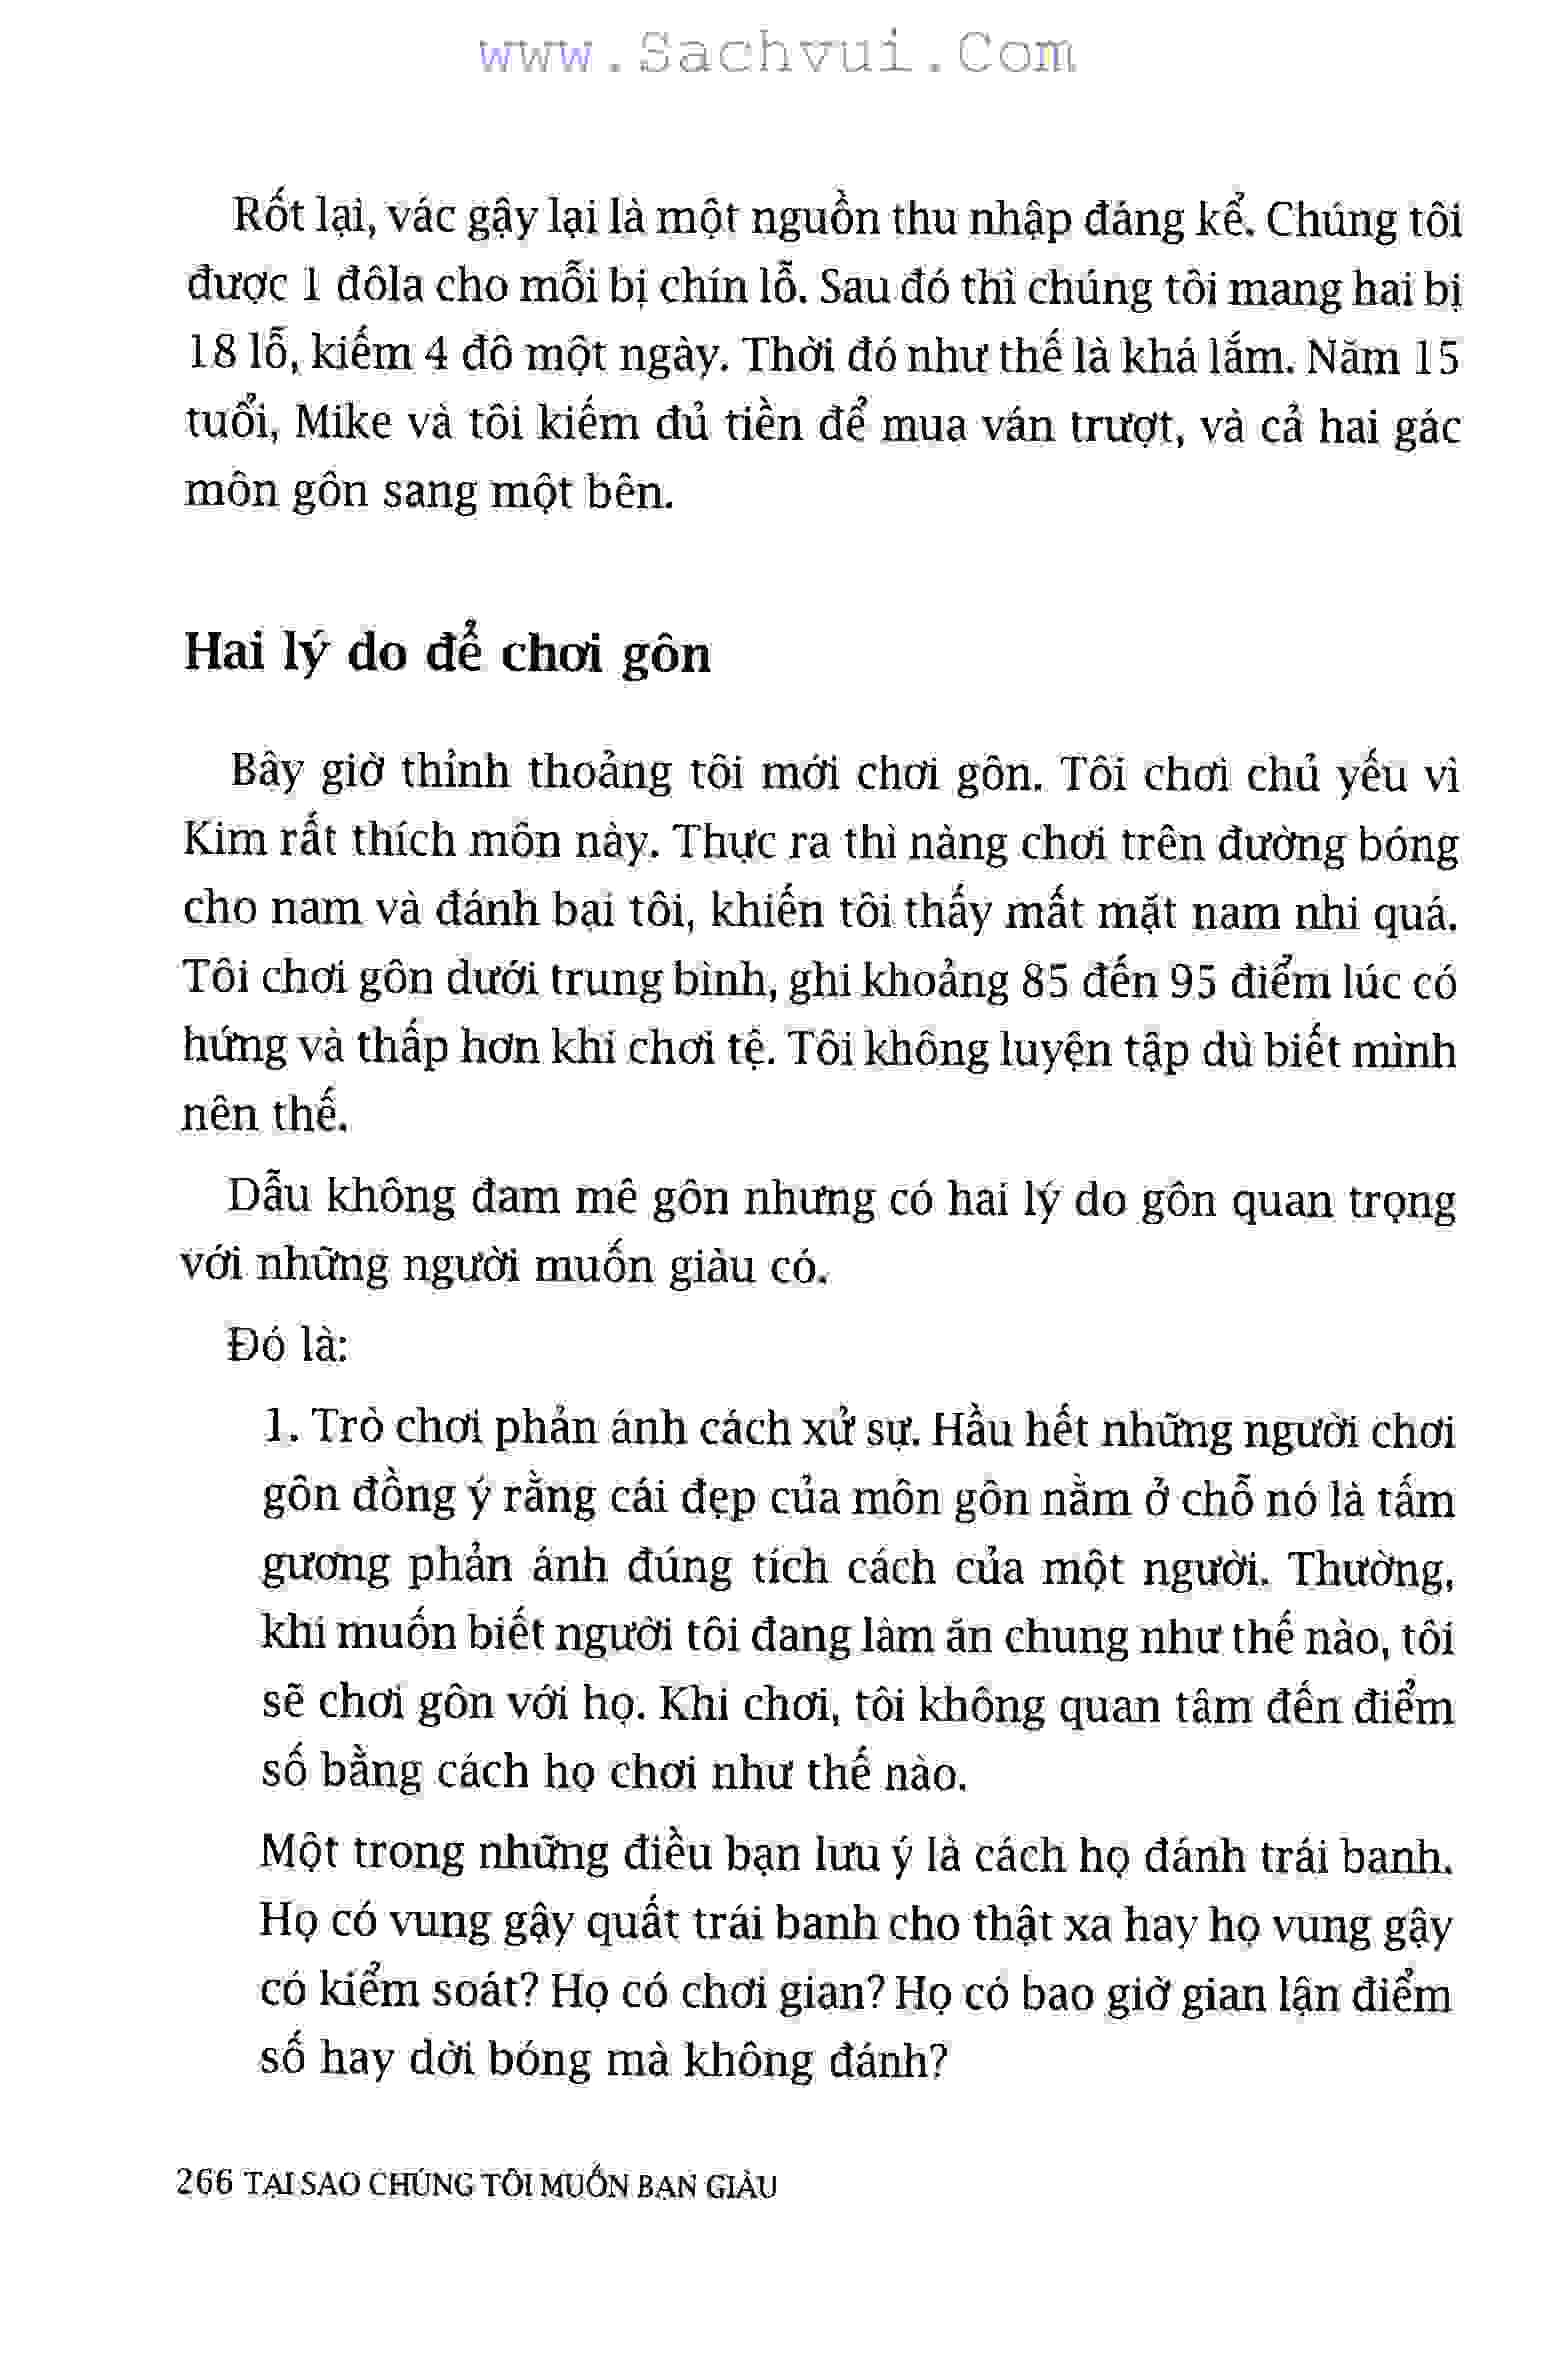 www.Sachvui.Com
Rốt lại, vác gậy lại là một nguồn thu nhập đáng kể. Chúng tôi
được 1 đôla cho mỗi bị chín lỗ. Sau đó thì chúng tôi mang hai bị
18 lỗ, kiếm 4 đô một ngày. Thời đó như thế là khá lắm. Năm 15
tuổi, Mike và tôi kiếm đủ tiền để mua ván trượt, và cả hai gác
môn gôn sang một bên.
Hai lý do để chơi gôn
Bây giờ thỉnh thoảng tôi mới chơi gôn. Tôi chơi chủ yếu vì
Kim rất thích môn này. Thực ra thì nàng chơi trên đường bóng
cho nam và đánh bại tôi, khiến tôi thấy mất mặt nam nhi quá.
Tôi chơi gôn dưới trung bình, ghi khoảng 85 đến 95 điểm lúc có
hứng và thấp hơn khi chơi tệ. Tôi không luyện tập dù biết mình
nên thế.
Dẫu không đam mê gôn nhưng có hai lý do gôn quan trọng
với những người muốn giàu có.
Đó là:
1. Trò chơi phản ánh cách xử sự. Hầu hết những người chơi
gôn đồng ý rằng cái đẹp của môn gôn nằm ở chỗ nó là tấm
gương phản ánh đúng tích cách của một người. Thường,
khi muốn biết người tôi đang làm ăn chung như thế nào, tôi
sẽ chơi gôn với họ. Khi chơi, tôi không quan tâm đến điểm
số bằng cách họ chơi như thế nào.
Một trong những điều bạn lưu ý là cách họ đánh trái banh.
Họ có vung gậy quất trái banh cho thật xa hay họ vung gậy
có kiểm soát? Họ có chơi gian? Họ có bao giờ gian lận điểm
số hay dời bóng mà không đánh?
266 TẠI SAO CHÚNG TÔI MUỐN BẠN GIÀU